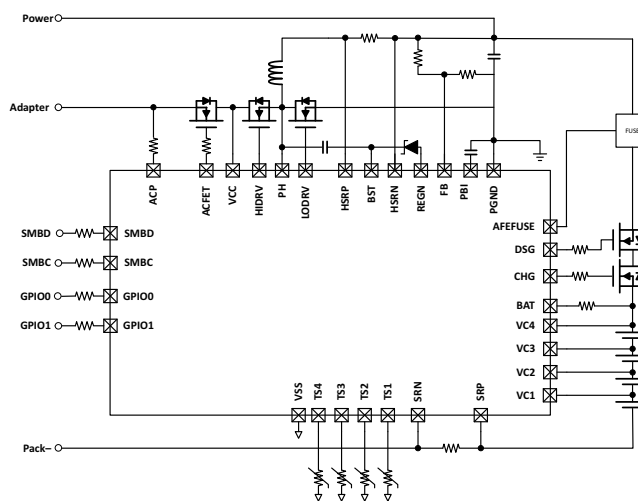 Power
Adapter
FUSE
ACP
ACFET
VCC
HIDRV
PH
LODRV
HSRP
BST
HSRN
REGN
FB
PBI
PGND
AFEFUSE
SMBD
SMBD
DSG
SMBC
SMBC
CHG
GPIO0
GPIO0
BAT
GPIO1
GPIO1
VC4
VC3
VC2
VC1
VSS
TS4
TS3
TS2
TS1
SRN
SRP
Pack–